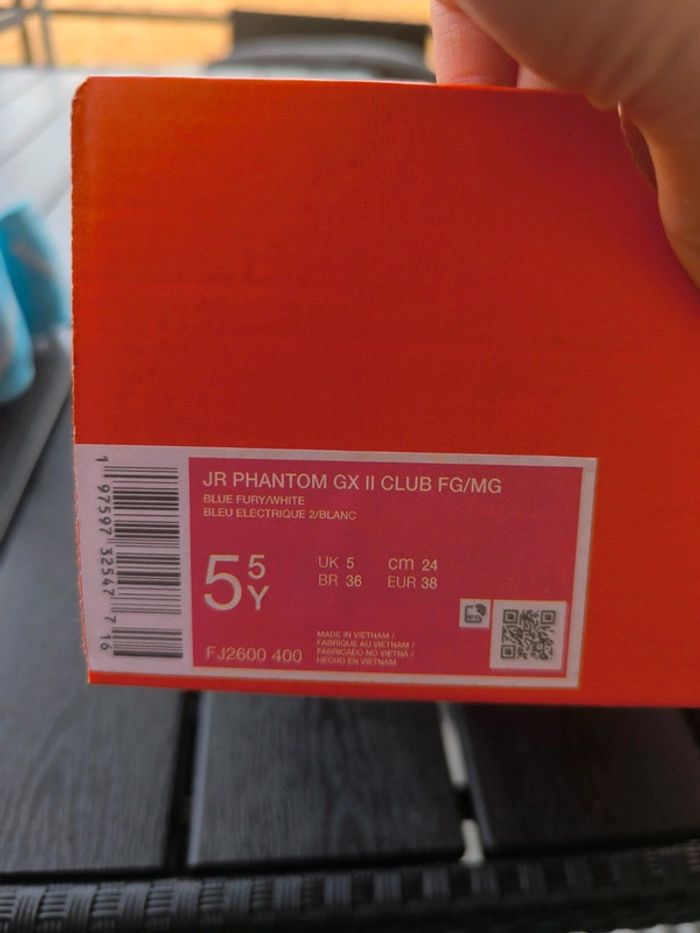 JR PHANTOM GX II CLUB FG/MG
BLUE FURY/WHITE
BLEU ELECTRIQUE 2/BLANC
5 5 Y
UK 5 cm 24
BR 36 EUR 38
FJ2600 400
MADE IN VIETNAM /
FABRIQUE AU VIETNAM /
FABRICADO NO VIETNÃ /
HECHO EN VIETNAM
1 97597 32547 7 16